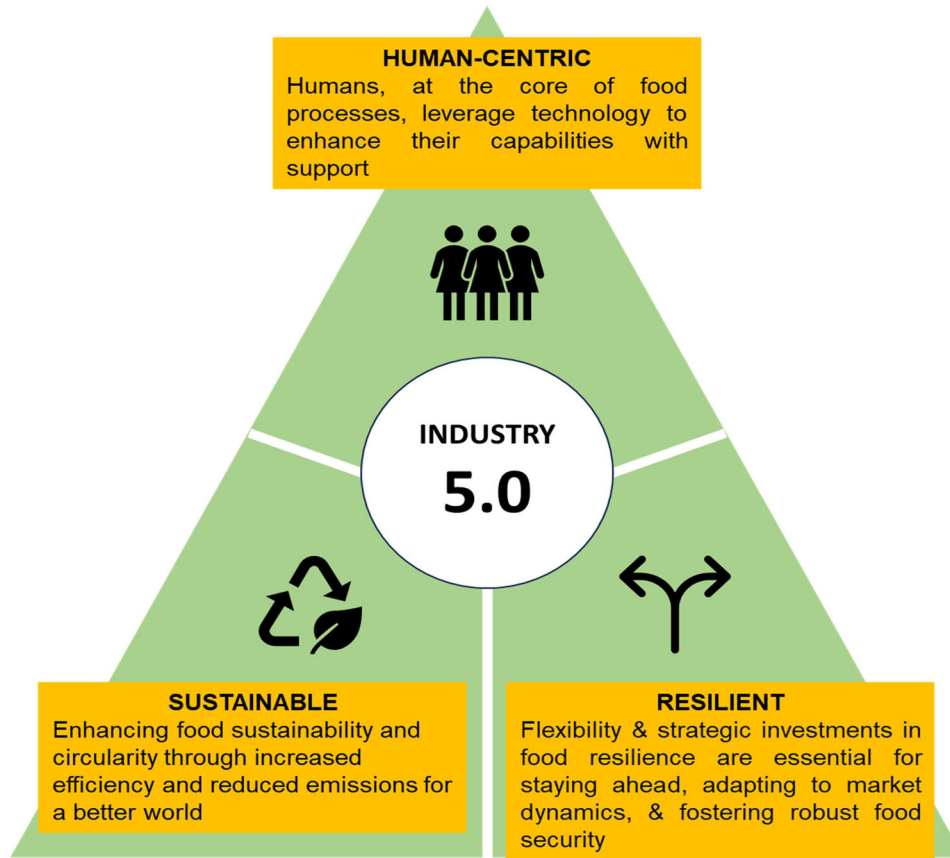 HUMAN-CENTRIC
Humans, at the core of food
processes, leverage technology to
enhance their capabilities with
support
INDUSTRY
5.0
SUSTAINABLE
Enhancing food sustainability and
circularity through increased
efficiency and reduced emissions for
a better world
RESILIENT
Flexibility & strategic investments in
food resilience are essential for
staying ahead, adapting to market
dynamics, & fostering robust food
security